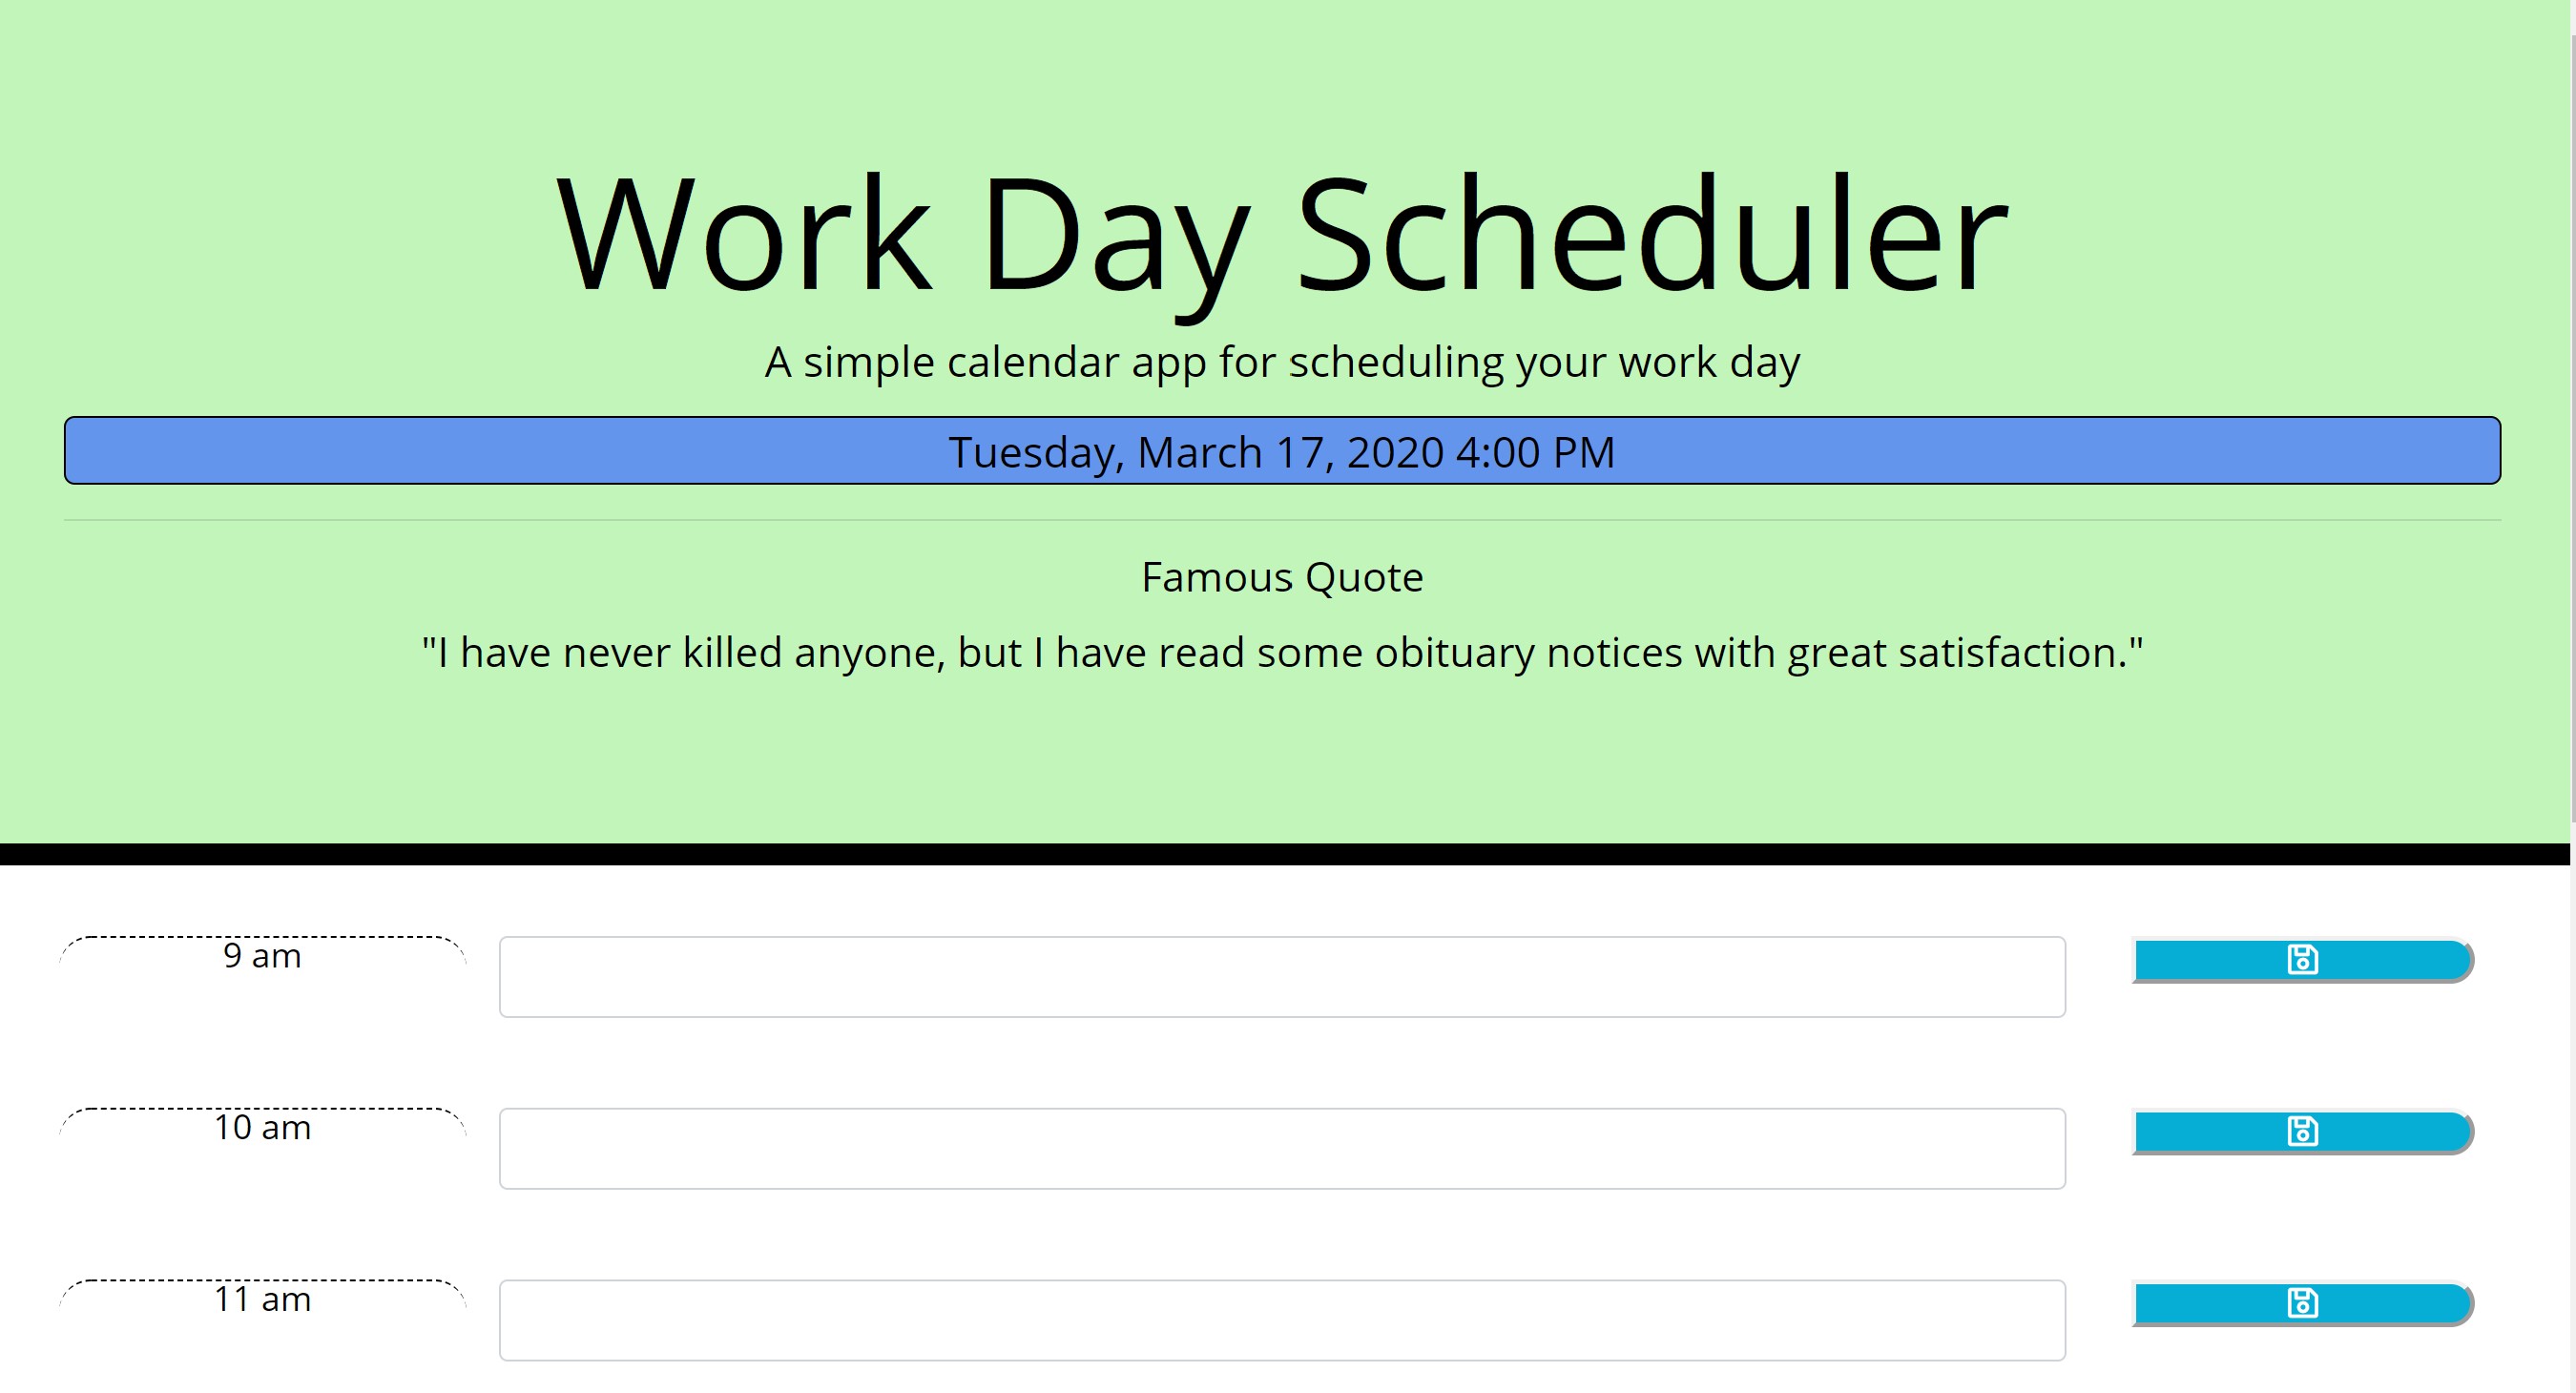 Work Day Scheduler
A simple calendar app for scheduling your work day
Tuesday, March 17, 2020 4:00 PM
Famous Quote
"I have never killed anyone, but I have read some obituary notices with great satisfaction."
9 am
10 am
11 am